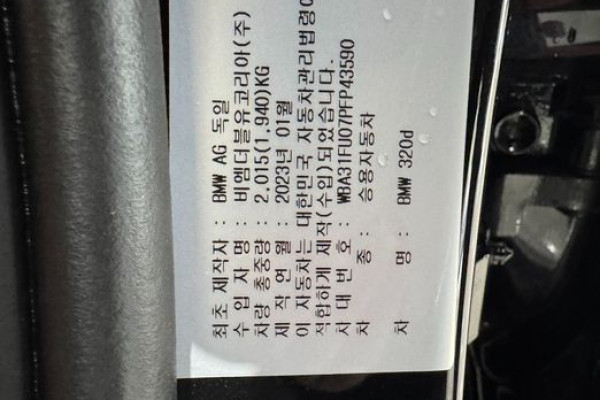 최초 제작자 : BMW AG 독일
수 입 자 명 : 비엠더블유코리아(주)
차량 총중량 : 2,015(1,940)KG
제 작 연 월 : 2023년 01월
이 자동차는 대한민국 자동차관리법령에
적합하게 제작(수입)되었습니다.
차 대 번 호 : WBA31FU07PFP43590
차 종 : 승용자동차
차 명 : BMW 320d